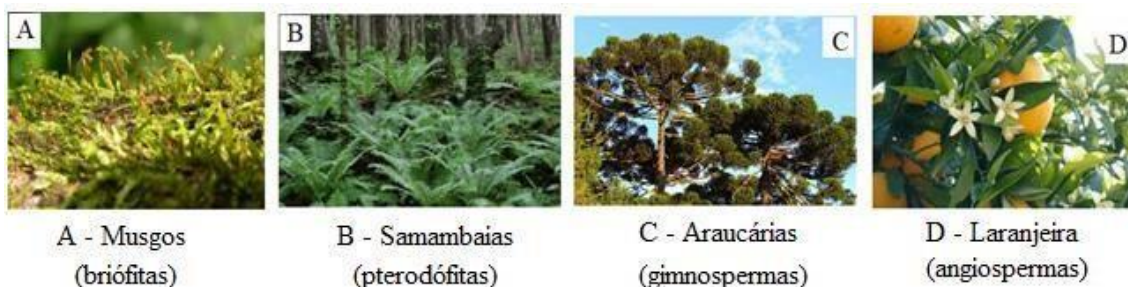 A
B
C
D
A - Musgos
(briófitas)
B - Samambaias
(pterodófitas)
C - Araucárias
(gimnospermas)
D - Laranjeira
(angiospermas)